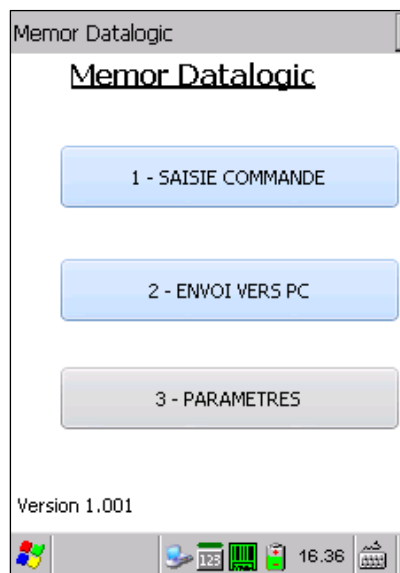 Memor Datalogic
Memor Datalogic
1 - SAISIE COMMANDE
2 - ENVOI VERS PC
3 - PARAMETRES
Version 1.001
123
16.36